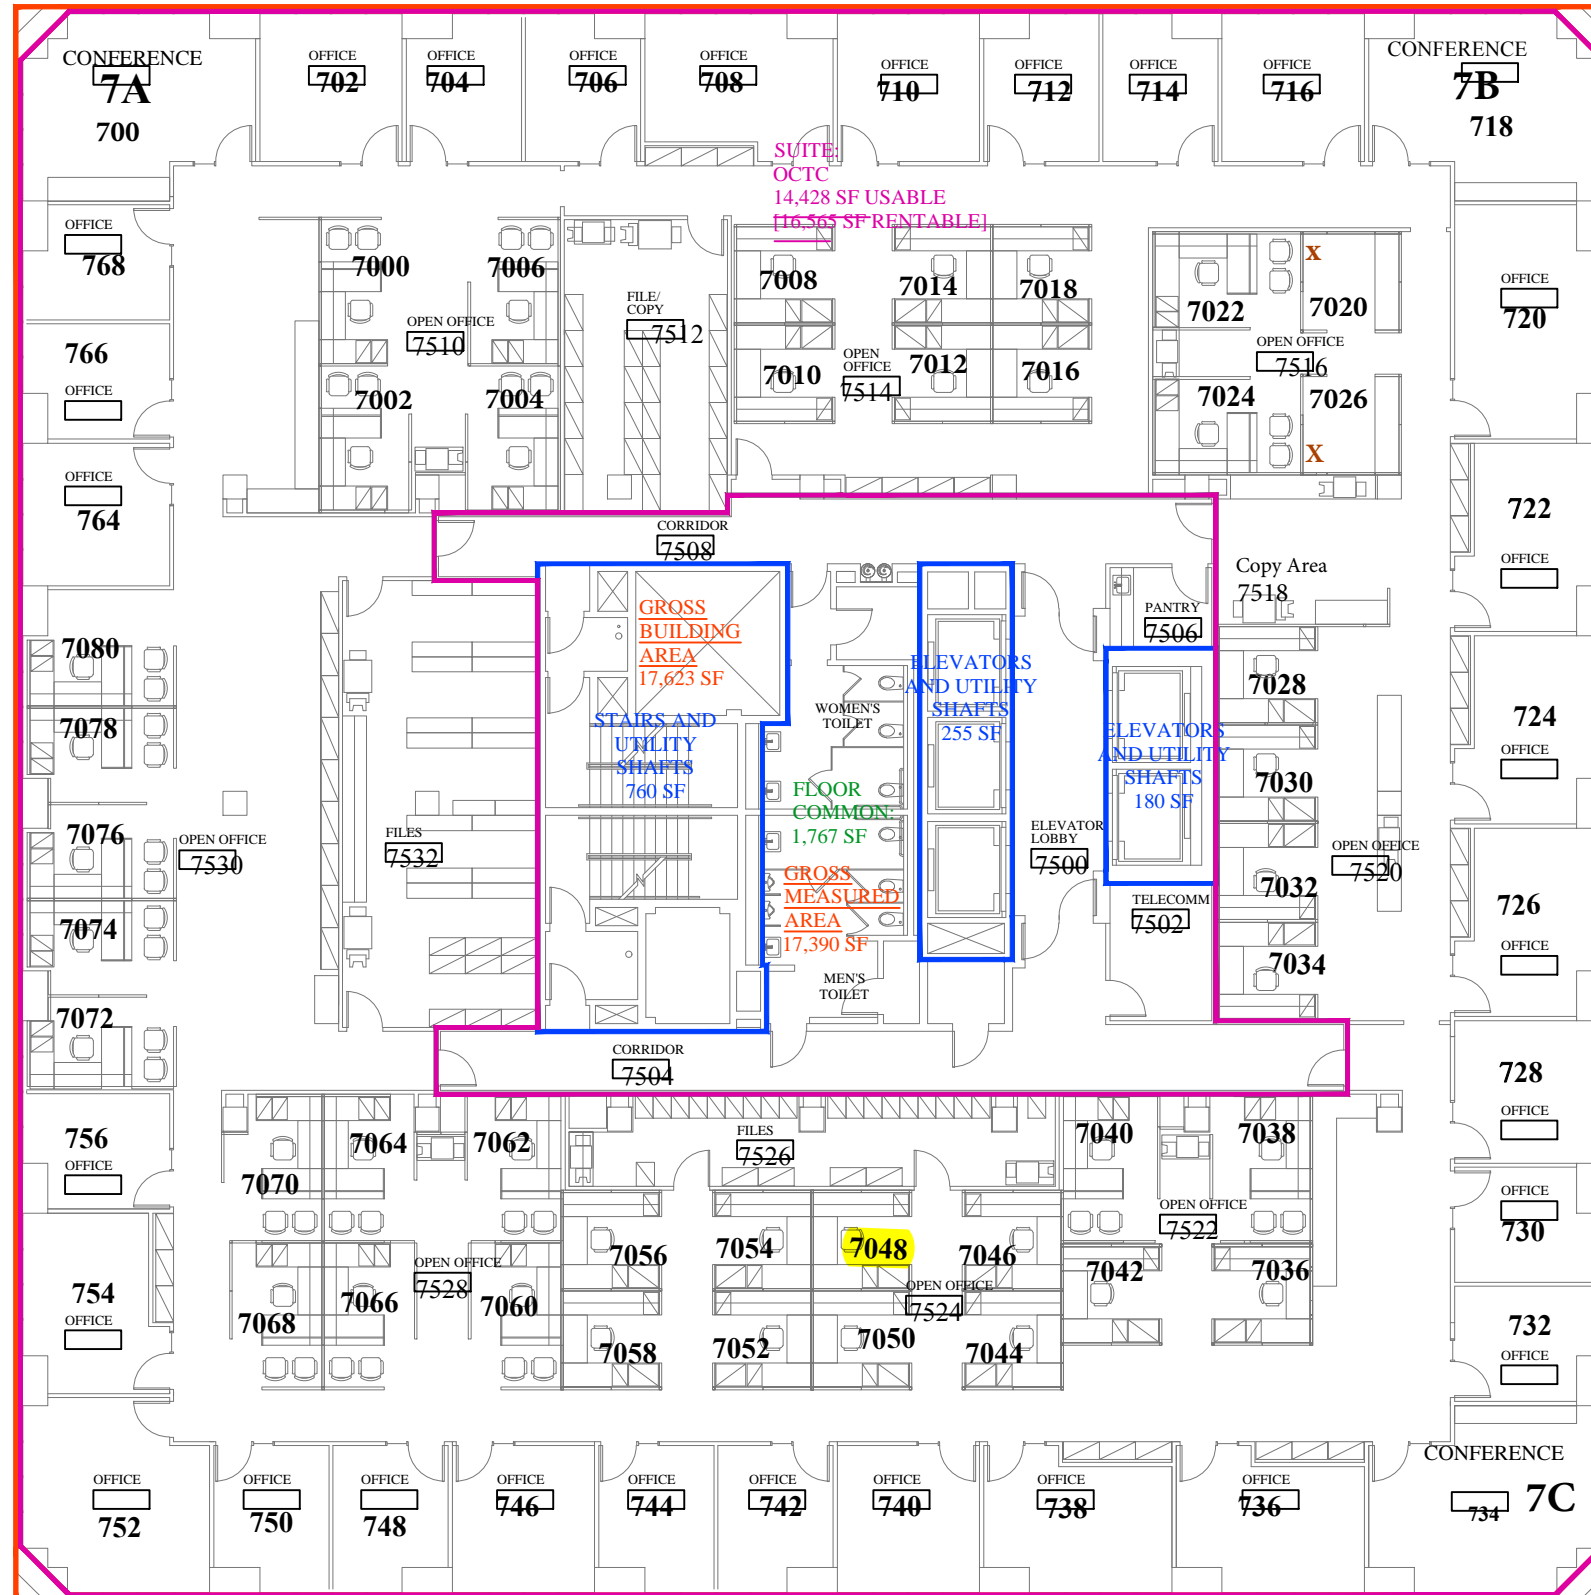 CONFERENCE
7A
700
OFFICE
702
OFFICE
704
OFFICE
706
OFFICE
708
OFFICE
710
OFFICE
712
OFFICE
714
OFFICE
716
CONFERENCE
7B
718
SUITE:
OCTC
14,428 SF USABLE
[16,565 SF RENTABLE]
OFFICE
768
7000
7006
OPEN OFFICE
7510
7002
7004
FILE/
COPY
7512
7008
7014
7018
OPEN
OFFICE
7514
7010
7012
7016
x
7022
7020
OPEN OFFICE
7516
7024
7026
X
OFFICE
720
766
OFFICE
OFFICE
764
722
OFFICE
CORRIDOR
7508
Copy Area
7518
PANTRY
7506
GROSS
BUILDING
AREA
17,623 SF
STAIRS AND
UTILITY
SHAFTS
760 SF
WOMEN'S
TOILET
ELEVATORS
AND UTILITY
SHAFTS
255 SF
ELEVATORS
AND UTILITY
SHAFTS
180 SF
FLOOR
COMMON:
1,767 SF
GROSS
MEASURED
AREA
17,390 SF
ELEVATOR
LOBBY
7500
TELECOMM
7502
MEN'S
TOILET
7080
7078
7076
OPEN OFFICE
7530
7074
7072
FILES
7532
7028
7030
OPEN OFFICE
7520
7032
7034
724
OFFICE
726
OFFICE
CORRIDOR
7504
728
OFFICE
756
OFFICE
7064
7062
7070
FILES
7526
7040
7038
OPEN OFFICE
7522
OFFICE
730
754
OFFICE
OPEN OFFICE
7528
7068
7066
7060
7056
7054
7048
7046
OPEN OFFICE
7524
7058
7052
7050
7044
7042
7036
732
OFFICE
OFFICE
752
OFFICE
750
OFFICE
748
OFFICE
746
OFFICE
744
OFFICE
742
OFFICE
740
OFFICE
738
OFFICE
736
CONFERENCE
7C
734